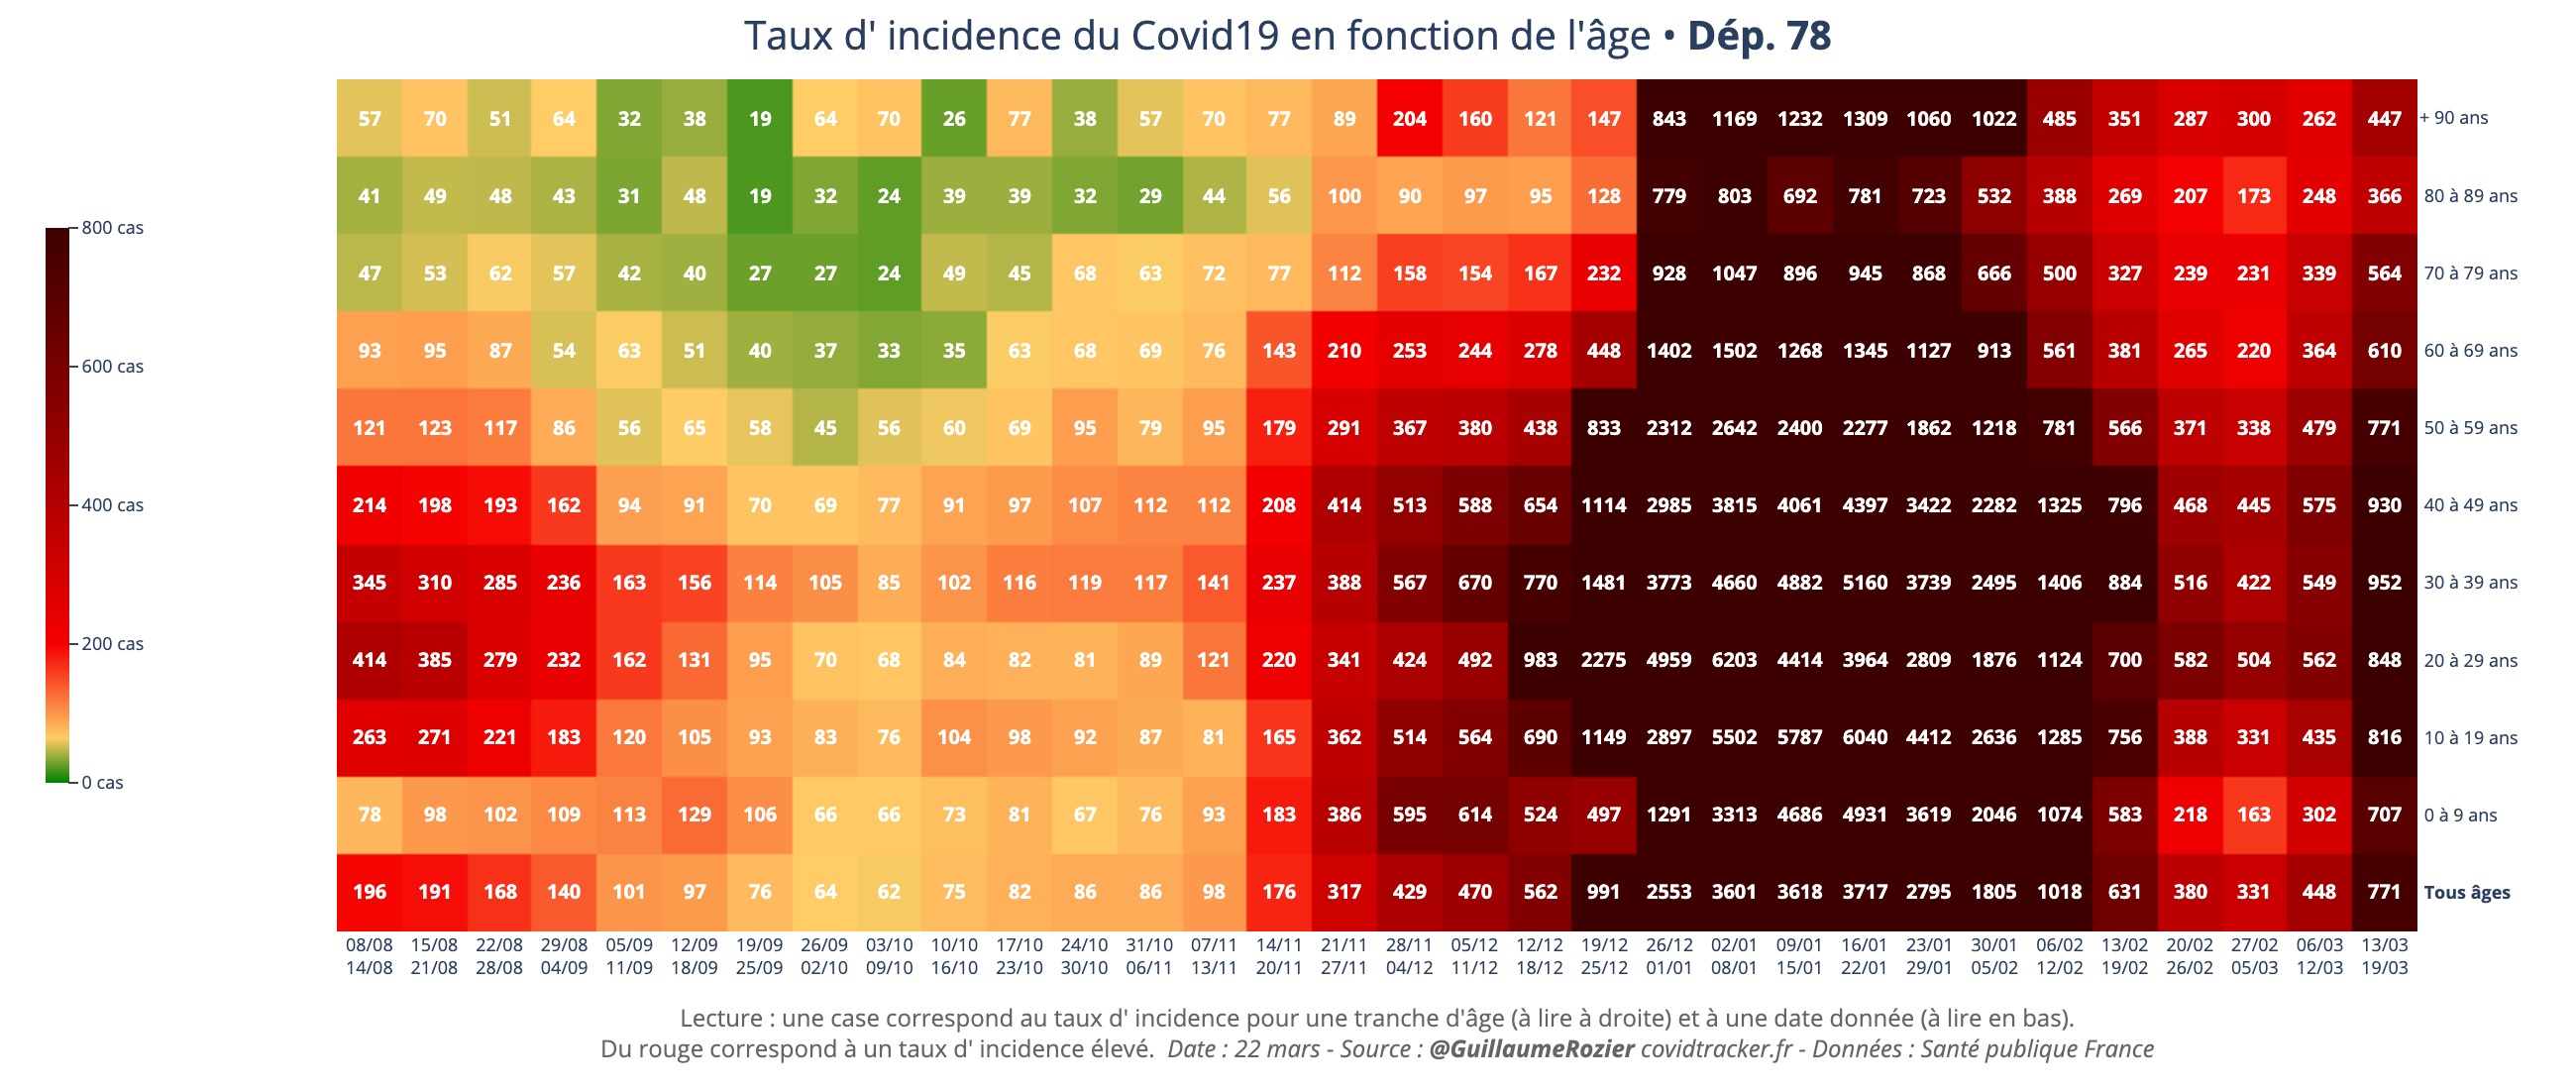 Taux d' incidence du Covid19 en fonction de l'âge • Dép. 78
57 70 51 64 32 38 19 64 70 26 77 38 57 70 77 89 204 160 121 147 843 1169 1232 1309 1060 1022 485 351 287 300 262 447 + 90 ans
41 49 48 43 31 48 19 32 24 39 39 32 29 44 56 100 90 97 95 128 779 803 692 781 723 532 388 269 207 173 248 366 80 à 89 ans
800 cas
47 53 62 57 42 40 27 27 24 49 45 68 63 72 77 112 158 154 167 232 928 1047 896 945 868 666 500 327 239 231 339 564 70 à 79 ans
93 95 87 54 63 51 40 37 33 35 63 68 69 76 143 210 253 244 278 448 1402 1502 1268 1345 1127 913 561 381 265 220 364 610 60 à 69 ans
600 cas
121 123 117 86 56 65 58 45 56 60 69 95 79 95 179 291 367 380 438 833 2312 2642 2400 2277 1862 1218 781 566 371 338 479 771 50 à 59 ans
400 cas
214 198 193 162 94 91 70 69 77 91 97 107 112 112 208 414 513 588 654 1114 2985 3815 4061 4397 3422 2282 1325 796 468 445 575 930 40 à 49 ans
345 310 285 236 163 156 114 105 85 102 116 119 117 141 237 388 567 670 770 1481 3773 4660 4882 5160 3739 2495 1406 884 516 422 549 952 30 à 39 ans
200 cas
414 385 279 232 162 131 95 70 68 84 82 81 89 121 220 341 424 492 983 2275 4959 6203 4414 3964 2809 1876 1124 700 582 504 562 848 20 à 29 ans
263 271 221 183 120 105 93 83 76 104 98 92 87 81 165 362 514 564 690 1149 2897 5502 5787 6040 4412 2636 1285 756 388 331 435 816 10 à 19 ans
0 cas
78 98 102 109 113 129 106 66 66 73 81 67 76 93 183 386 595 614 524 497 1291 3313 4686 4931 3619 2046 1074 583 218 163 302 707 0 à 9 ans
196 191 168 140 101 97 76 64 62 75 82 86 86 98 176 317 429 470 562 991 2553 3601 3618 3717 2795 1805 1018 631 380 331 448 771 Tous âges
08/08 15/08 22/08 29/08 05/09 12/09 19/09 26/09 03/10 10/10 17/10 24/10 31/10 07/11 14/11 21/11 28/11 05/12 12/12 19/12 26/12 02/01 09/01 16/01 23/01 30/01 06/02 13/02 20/02 27/02 06/03 13/03
14/08 21/08 28/08 04/09 11/09 18/09 25/09 02/10 09/10 16/10 23/10 30/10 06/11 13/11 20/11 27/11 04/12 11/12 18/12 25/12 01/01 08/01 15/01 22/01 29/01 05/02 12/02 19/02 26/02 05/03 12/03 19/03
Lecture : une case correspond au taux d' incidence pour une tranche d'âge (à lire à droite) et à une date donnée (à lire en bas).
Du rouge correspond à un taux d' incidence élevé. Date : 22 mars - Source : @GuillaumeRozier covidtracker.fr - Données : Santé publique France